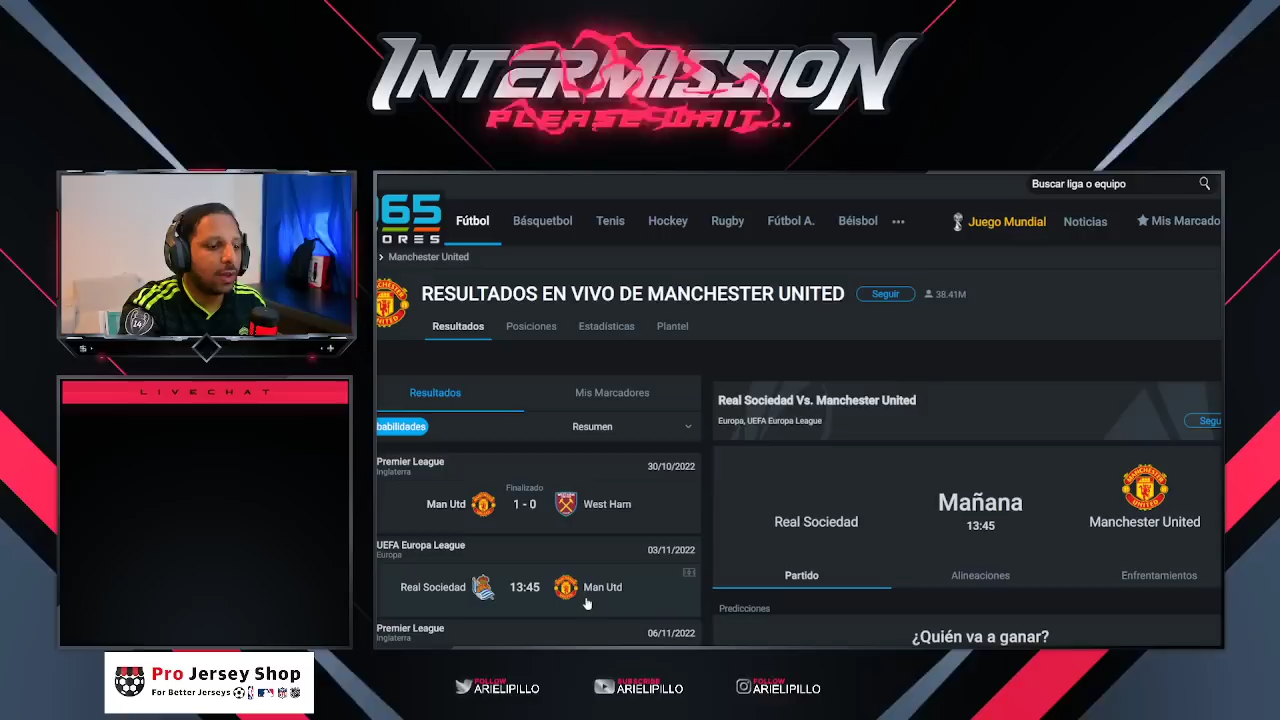 INTERMISSION
PLEASE WAIT...
Buscar liga o equipo
365
ORES
Fútbol
Básquetbol
Tenis
Hockey
Rugby
Fútbol A.
Béisbol
Juego Mundial
Noticias
Mis Marcado
Manchester United
RESULTADOS EN VIVO DE MANCHESTER UNITED
Seguir
38.41M
Resultados
Posiciones
Estadísticas
Plantel
Resultados
Mis Marcadores
babilidades
Resumen
Premier League
Inglaterra
30/10/2022
Finalizado
Man Utd
1 - 0
West Ham
UEFA Europa League
Europa
03/11/2022
Real Sociedad
13:45
Man Utd
Premier League
Inglaterra
06/11/2022
Real Sociedad Vs. Manchester United
Europa, UEFA Europa League
Segu
Real Sociedad
Mañana
13:45
Manchester United
Partido
Alineaciones
Enfrentamientos
Predicciones
¿Quién va a ganar?
LIVECHAT
Pro Jersey Shop
For Better Jerseys
FOLLOW
ARIELIPILLO
SUBSCRIBE
ARIELIPILLO
FOLLOW
ARIELIPILLO